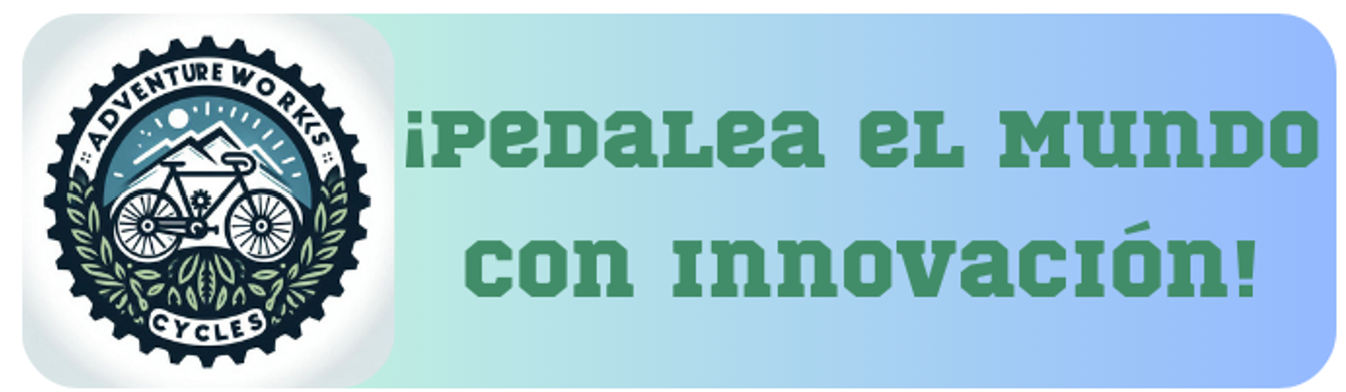 ADVENTURE WORKS
CYCLES
¡Pedalea el Mundo
con Innovación!